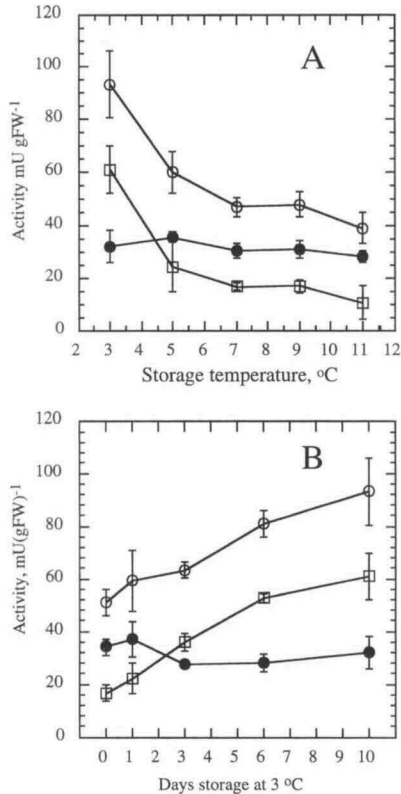 120
100
80
60
40
20
0
Activity mU gFW-1
A
2 3 4 5 6 7 8 9 10 11 12
Storage temperature, oC
120
100
80
60
40
20
0
Activity, mU(gFW)-1
B
0 1 2 3 4 5 6 7 8 9 10
Days storage at 3 oC